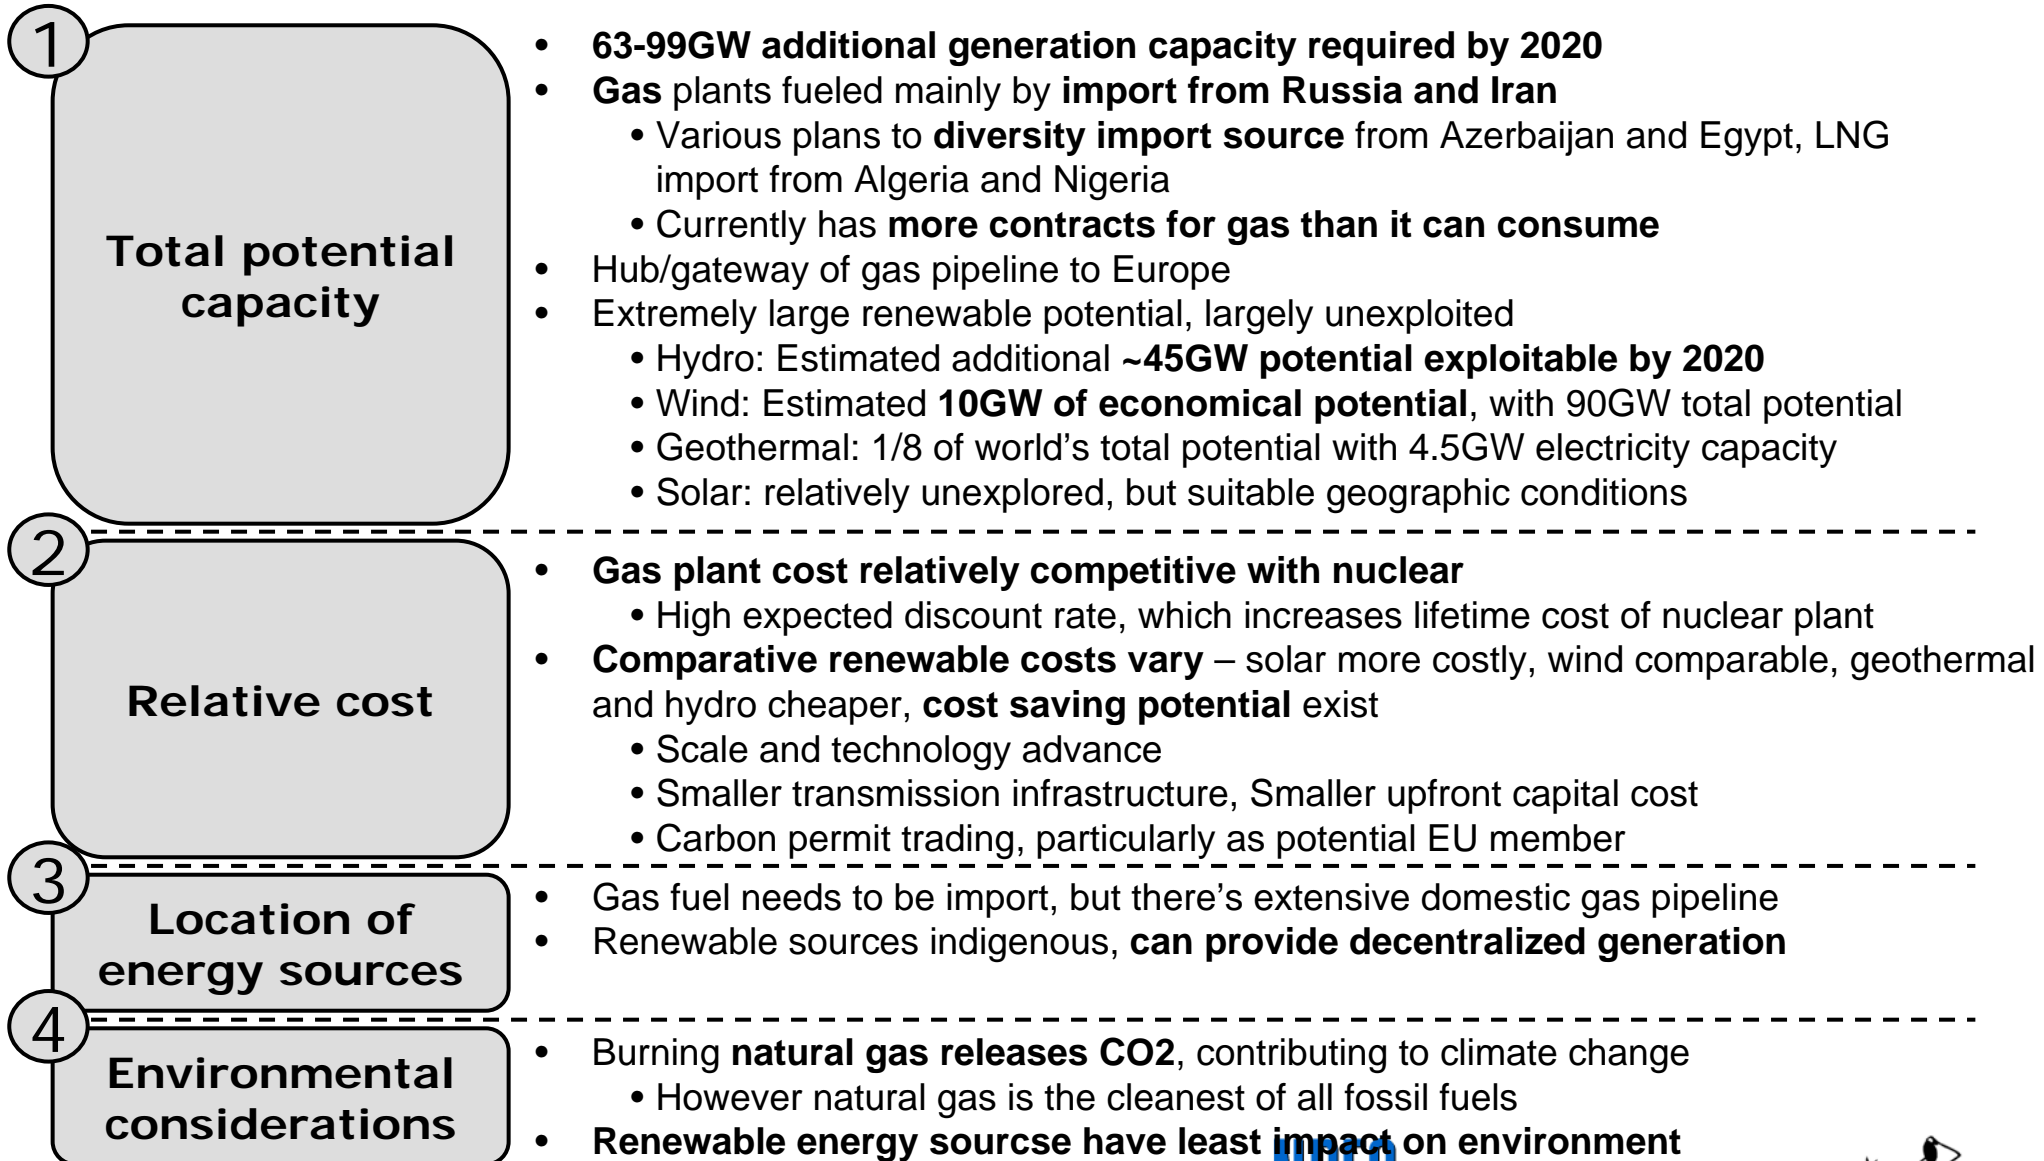 1
Total potential
capacity
• 63-99GW additional generation capacity required by 2020
• Gas plants fueled mainly by import from Russia and Iran
• Various plans to diversity import source from Azerbaijan and Egypt, LNG
import from Algeria and Nigeria
• Currently has more contracts for gas than it can consume
• Hub/gateway of gas pipeline to Europe
• Extremely large renewable potential, largely unexploited
• Hydro: Estimated additional ~45GW potential exploitable by 2020
• Wind: Estimated 10GW of economical potential, with 90GW total potential
• Geothermal: 1/8 of world’s total potential with 4.5GW electricity capacity
• Solar: relatively unexplored, but suitable geographic conditions
2
Relative cost
• Gas plant cost relatively competitive with nuclear
• High expected discount rate, which increases lifetime cost of nuclear plant
• Comparative renewable costs vary – solar more costly, wind comparable, geothermal
and hydro cheaper, cost saving potential exist
• Scale and technology advance
• Smaller transmission infrastructure, Smaller upfront capital cost
• Carbon permit trading, particularly as potential EU member
3
Location of
energy sources
• Gas fuel needs to be import, but there’s extensive domestic gas pipeline
• Renewable sources indigenous, can provide decentralized generation
4
Environmental
considerations
• Burning natural gas releases CO2, contributing to climate change
• However natural gas is the cleanest of all fossil fuels
• Renewable energy sourcse have least impact on environment